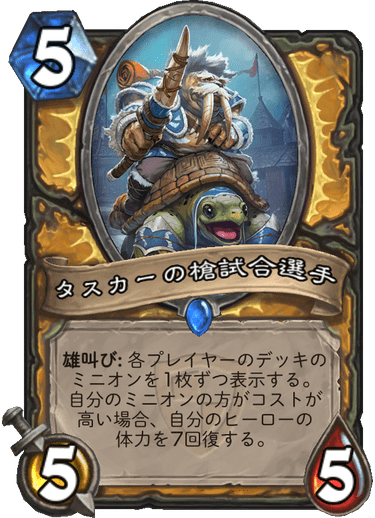 5
タスカーの槍試合選手
雄叫び: 各プレイヤーのデッキの
ミニオンを1枚ずつ表示する。
自分のミニオンの方がコストが
高い場合、自分のヒーローの
体力を7回復する。
5
5